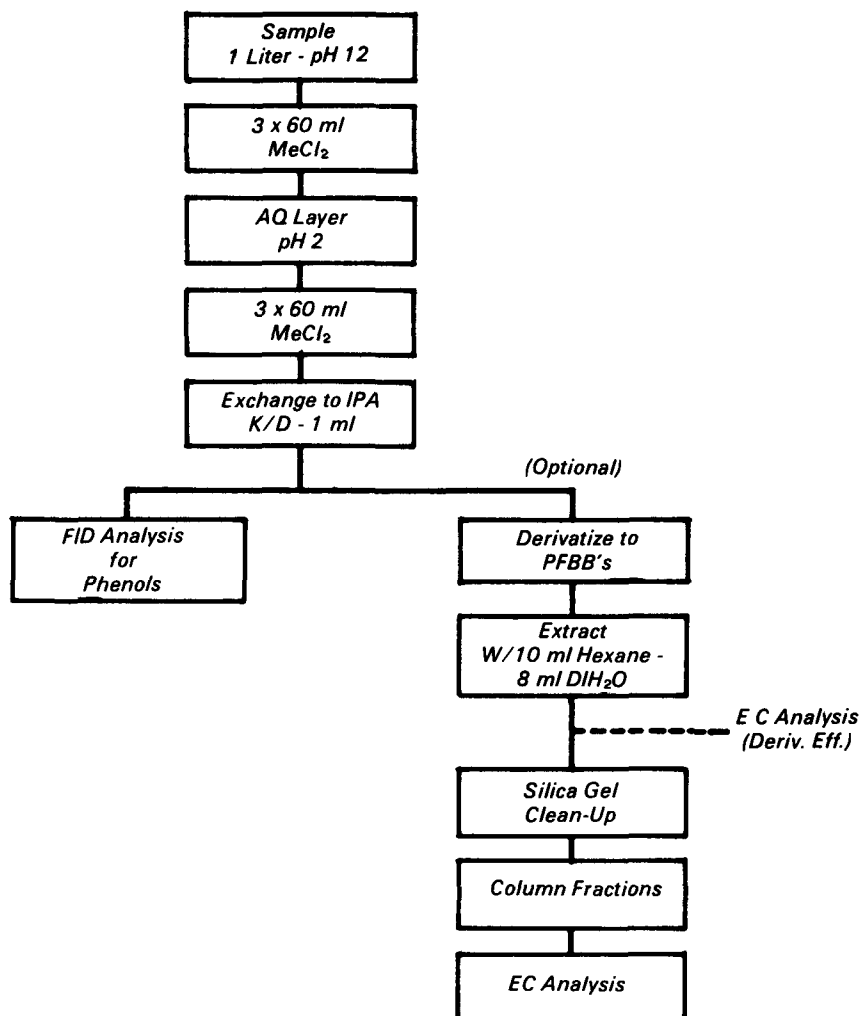 Sample
1 Liter - pH 12
3 x 60 ml
MeCl₂
AQ Layer
pH 2
3 x 60 ml
MeCl₂
Exchange to IPA
K/D - 1 ml
(Optional)
FID Analysis
for
Phenols
Derivatize to
PFBB's
Extract
W/10 ml Hexane -
8 ml DIH₂O
E C Analysis
(Deriv. Eff.)
Silica Gel
Clean-Up
Column Fractions
EC Analysis